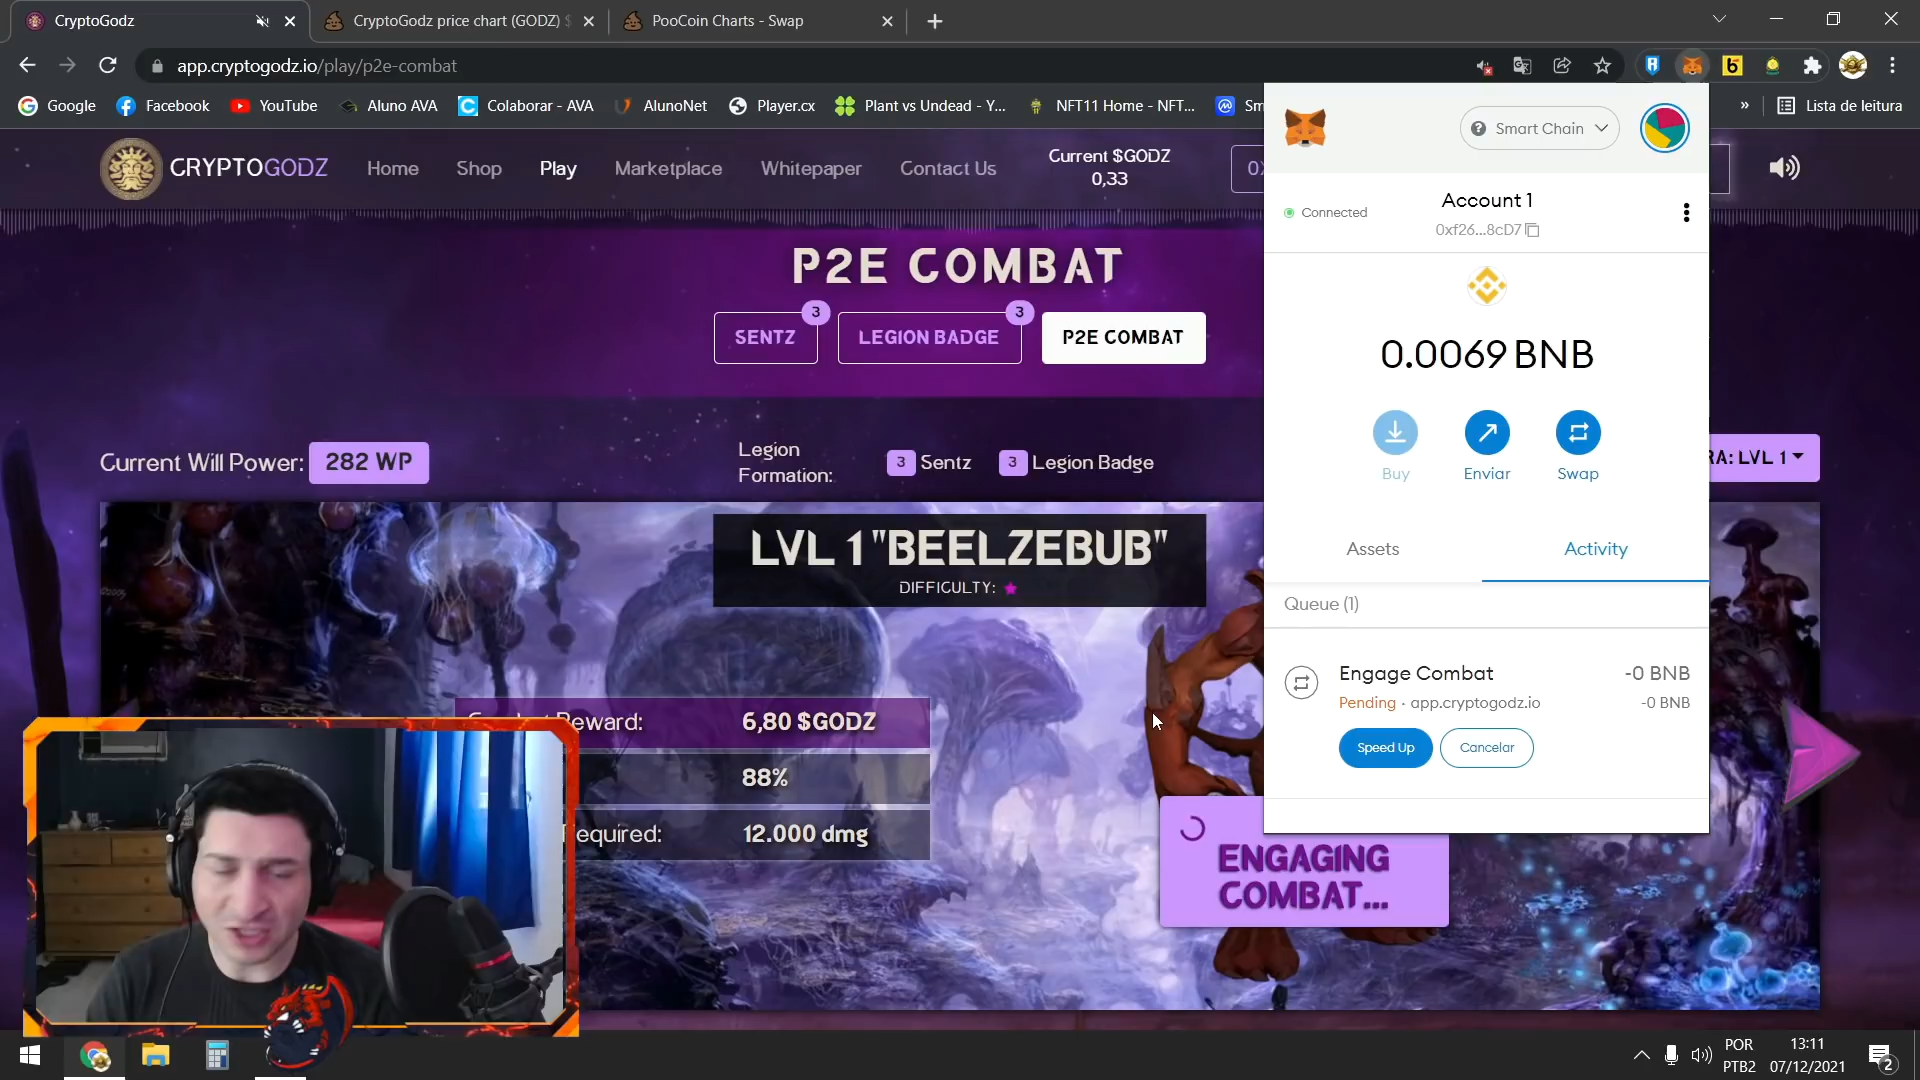 CryptoGodz
CryptoGodz price chart (GODZ) $
PooCoin Charts - Swap
app.cryptogodz.io/play/p2e-combat
Google
Facebook
YouTube
Aluno AVA
Colaborar - AVA
AlunoNet
Player.cx
Plant vs Undead - Y...
NFT11 Home - NFT...
Sm
»
Lista de leitura
CRYPTOGODZ
Home
Shop
Play
Marketplace
Whitepaper
Contact Us
Current $GODZ
0,33
P2E COMBAT
SENTZ
3
LEGION BADGE
3
P2E COMBAT
Current Will Power:
282 WP
Legion
Formation:
3 Sentz
3 Legion Badge
RA: LVL 1
LVL 1 "BEELZEBUB"
DIFFICULTY:
Reward:
6,80 $GODZ
88%
equired:
12.000 dmg
ENGAGING
COMBAT...
Smart Chain
Connected
Account 1
0xf26...8cD7
0.0069 BNB
Buy
Enviar
Swap
Assets
Activity
Queue (1)
Engage Combat
-0 BNB
Pending · app.cryptogodz.io
-0 BNB
Speed Up
Cancelar
POR
PTB2
13:11
07/12/2021
2